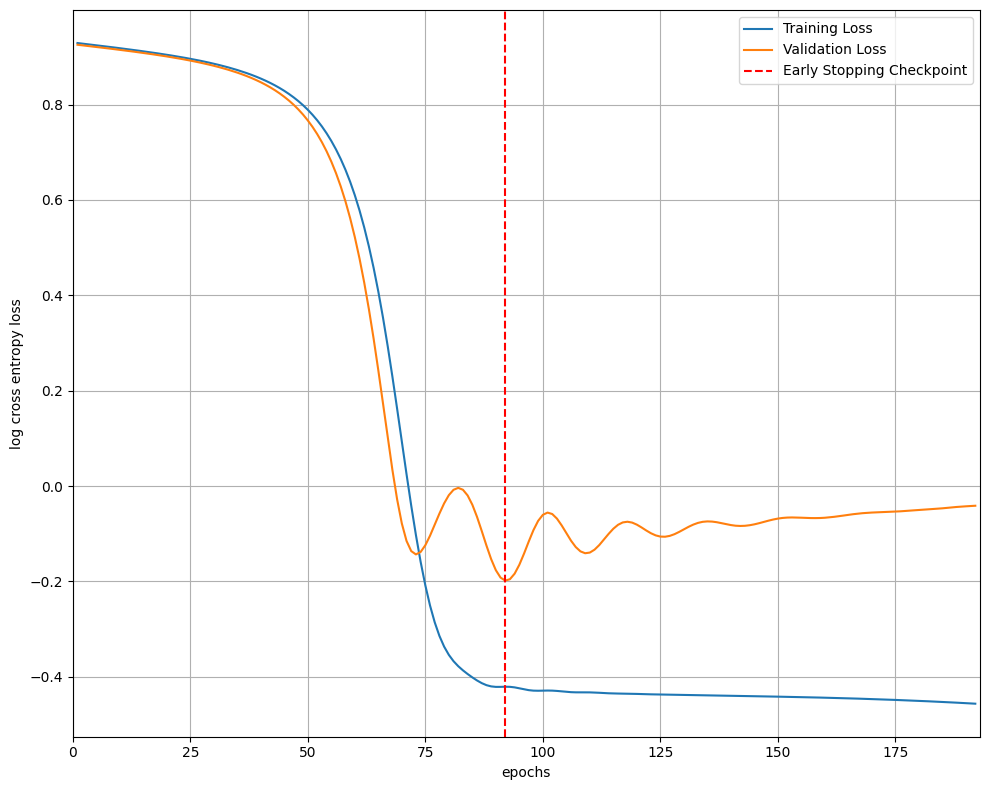 Training Loss
Validation Loss
Early Stopping Checkpoint
log cross entropy loss
0.8
0.6
0.4
0.2
0.0
−0.2
−0.4
0 25 50 75 100 125 150 175
epochs